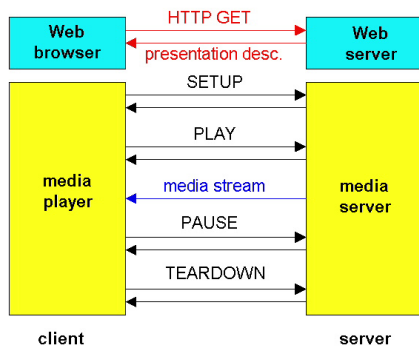 HTTP GET
Web
browser
Web
server
presentation desc.
SETUP
PLAY
media
player
media stream
media
server
PAUSE
TEARDOWN
client
server